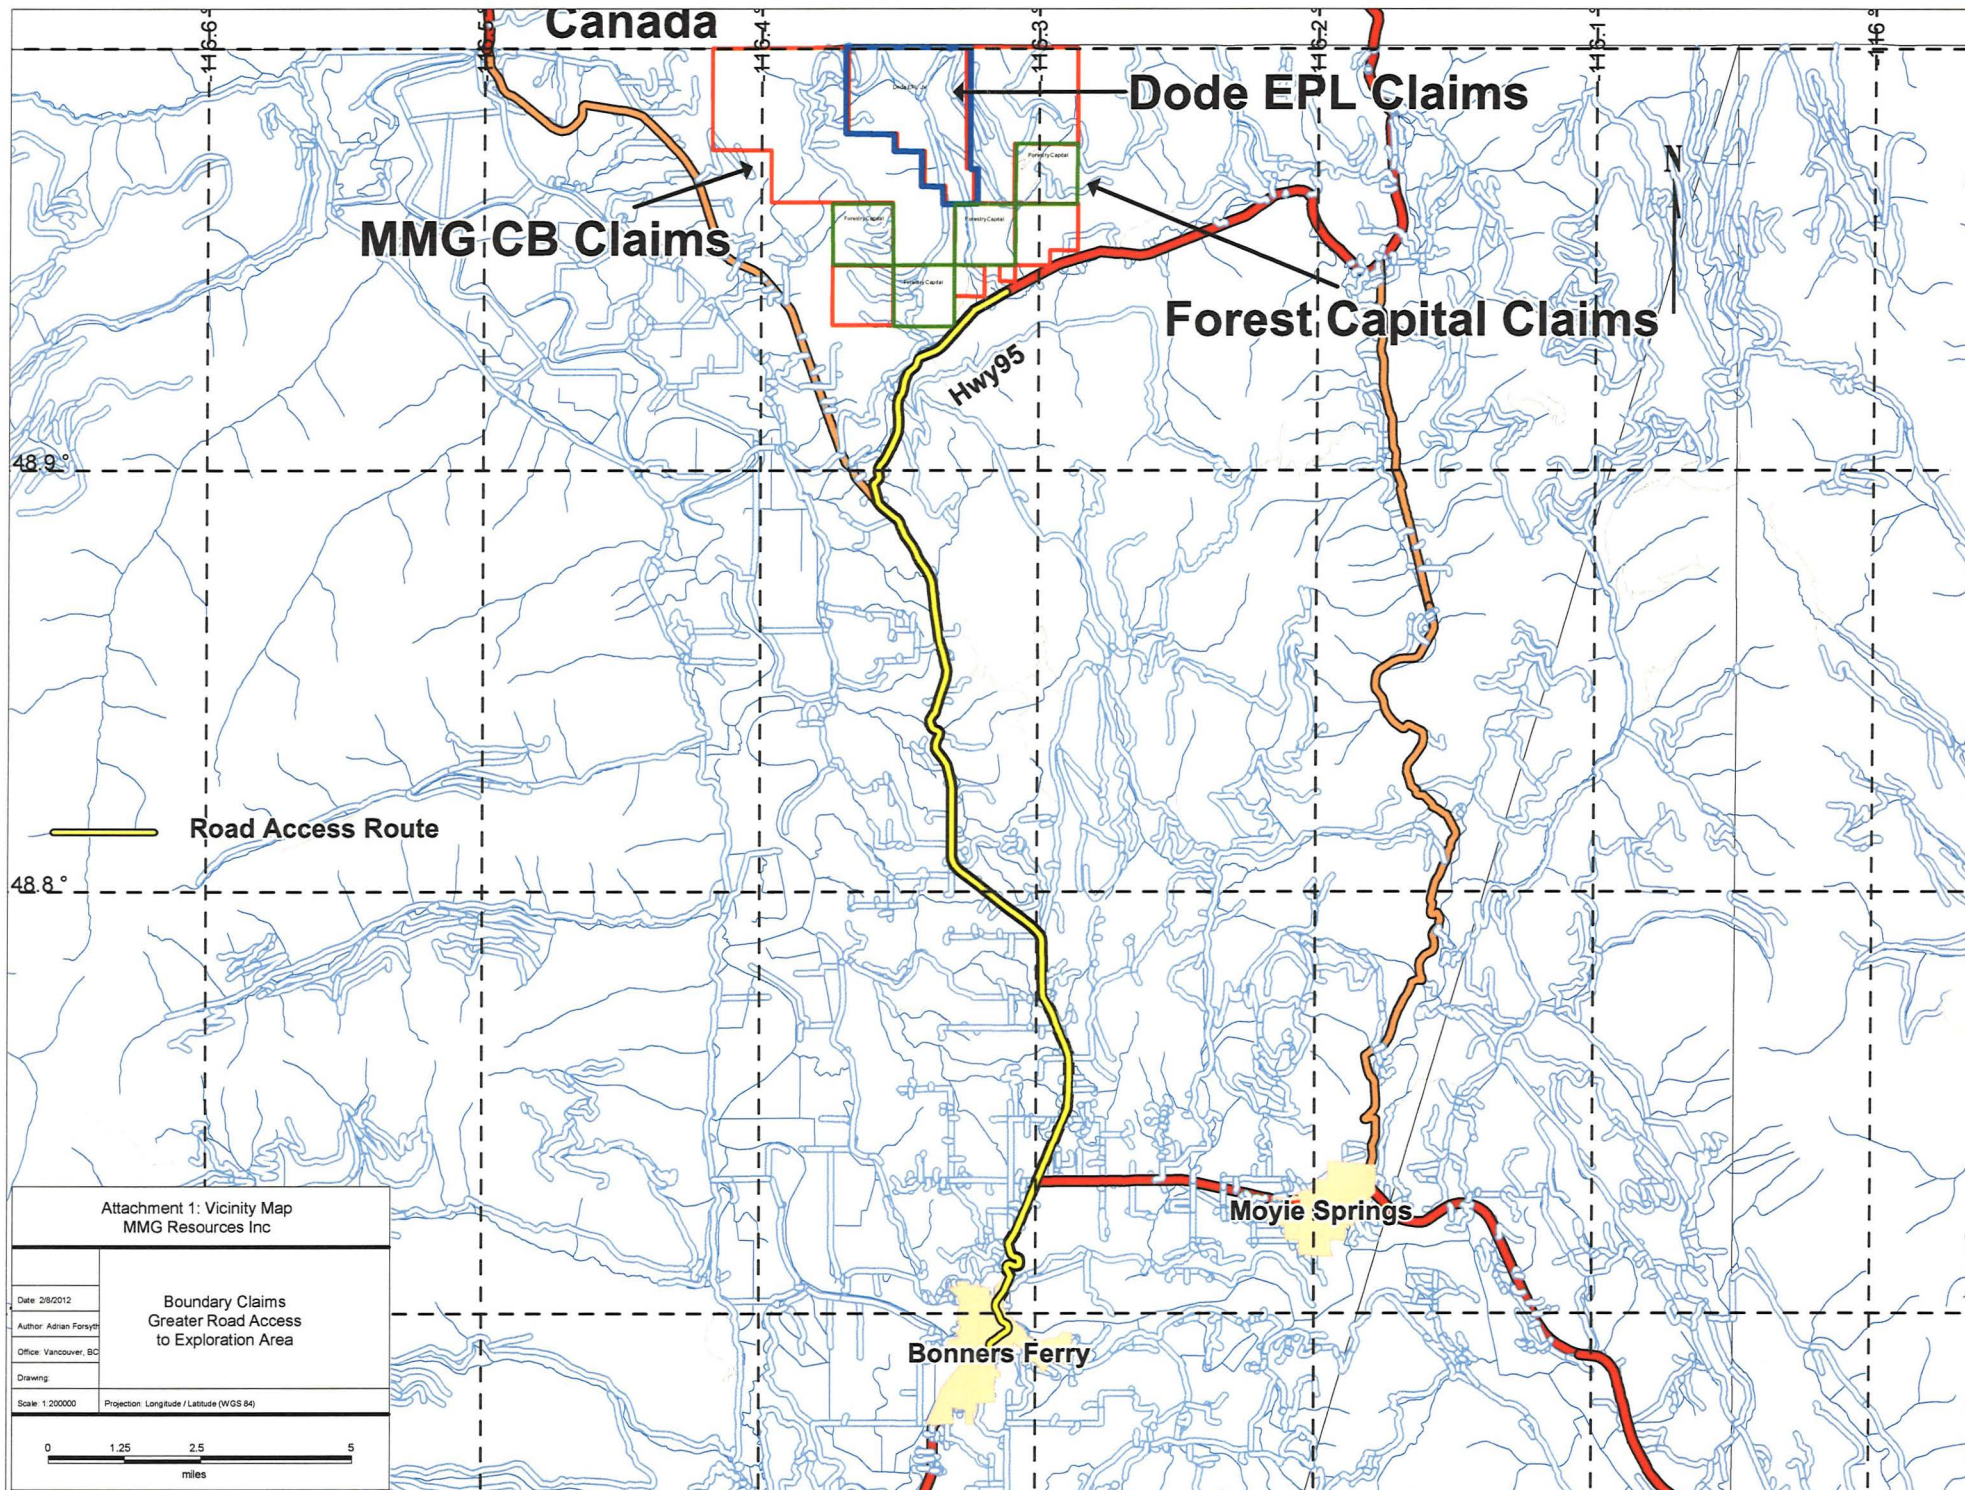 Canada
116.6°
116.5°
116.4°
116.3°
116.2°
116.1°
116°
Dode EPL Claims
ForestryCapital
N
MMG CB Claims
ForestryCapital
ForestryCapital
ForestryCapital
Forest Capital Claims
Hwy95
48.9°
Road Access Route
48.8°
Moyie Springs
Bonners Ferry
Attachment 1: Vicinity Map
MMG Resources Inc
Date: 2/8/2012
Author: Adrian Forsyth
Office: Vancouver, BC
Drawing:
Scale: 1:200000
Boundary Claims
Greater Road Access
to Exploration Area
Projection: Longitude / Latitude (WGS 84)
0 1.25 2.5 5
miles